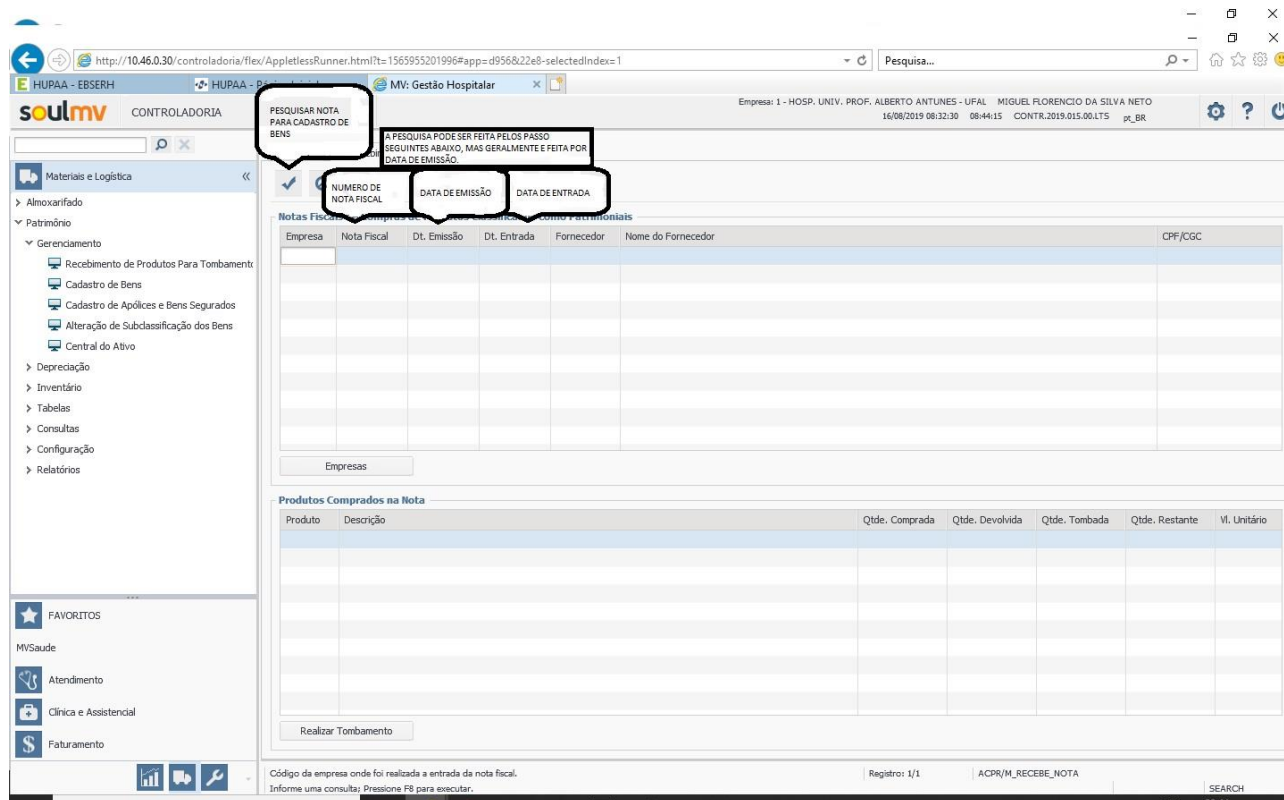 http://10.46.0.30/controladoria/flex/AppletlessRunner.html?t=1565955201996#app=d956&22e8-selectedIndex=1
Pesquisa...
HUPAA - EBSERH
HUPAA -
MV: Gestão Hospitalar
soulmv
CONTROLADORIA
Empresa: 1 - HOSP. UNIV. PROF. ALBERTO ANTUNES - UFAL MIGUEL FLORENCIO DA SILVA NETO
16/08/2019 08:32:30 08:44:15 CONTR.2019.015.00.LTS pt_BR
PESQUISAR NOTA
PARA CADASTRO DE
BENS
A PESQUISA PODE SER FEITA PELOS PASSO
SEGUINTES ABAIXO, MAS GERALMENTE E FEITA POR
DATA DE EMISSÃO.
NUMERO DE
NOTA FISCAL
DATA DE EMISSÃO
DATA DE ENTRADA
Materiais e Logística
Almoxarifado
Patrimônio
Gerenciamento
Recebimento de Produtos Para Tombamento
Cadastro de Bens
Cadastro de Apólices e Bens Segurados
Alteração de Subclassificação dos Bens
Central do Ativo
Depreciação
Inventário
Tabelas
Consultas
Configuração
Relatórios
FAVORITOS
MVSaude
Atendimento
Clínica e Assistencial
Faturamento
Notas Fiscais
Empresa Nota Fiscal Dt. Emissão Dt. Entrada Fornecedor Nome do Fornecedor CPF/CGC
Empresas
Produtos Comprados na Nota
Produto Descrição Qtde. Comprada Qtde. Devolvida Qtde. Tombada Qtde. Restante Vl. Unitário
Realizar Tombamento
Código da empresa onde foi realizada a entrada da nota fiscal. Registro: 1/1 ACPR/M_RECEBE_NOTA
Informe uma consulta; Pressione F8 para executar. SEARCH